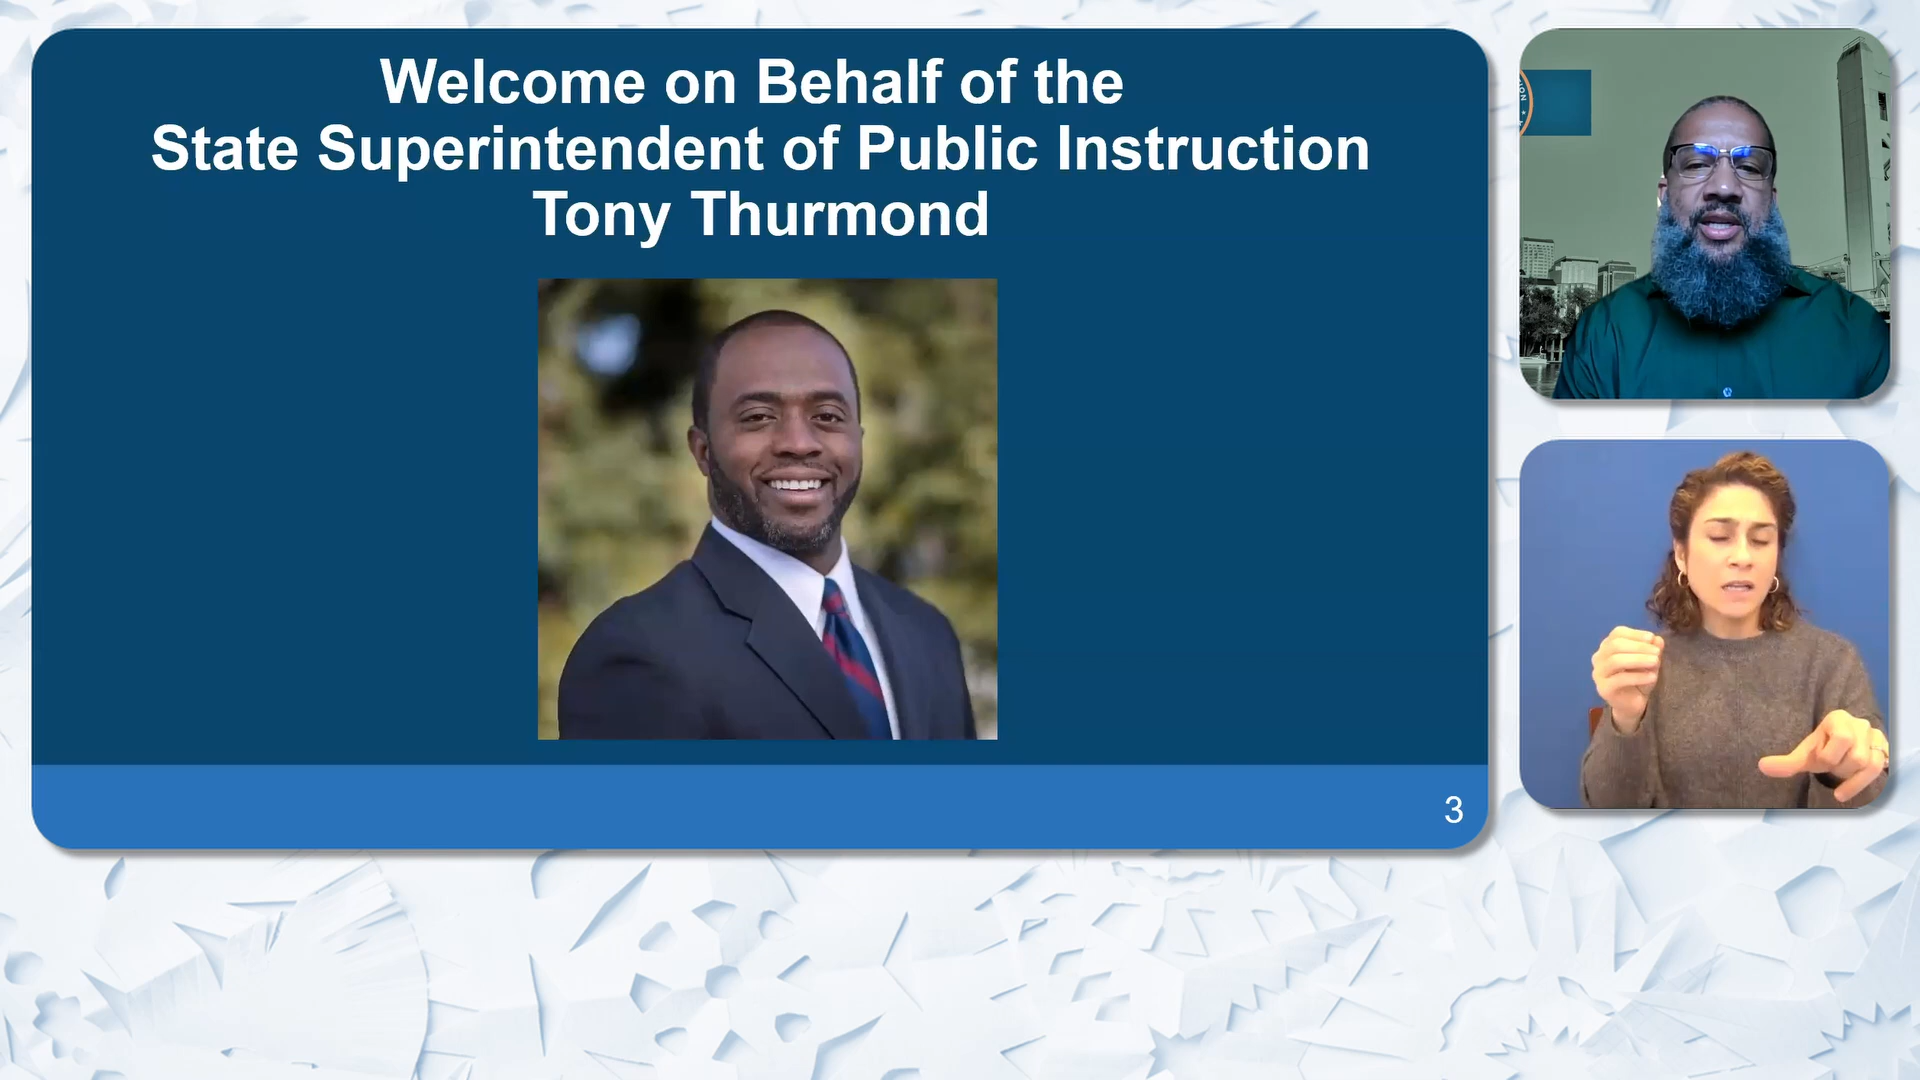 Welcome on Behalf of the
State Superintendent of Public Instruction
Tony Thurmond
3